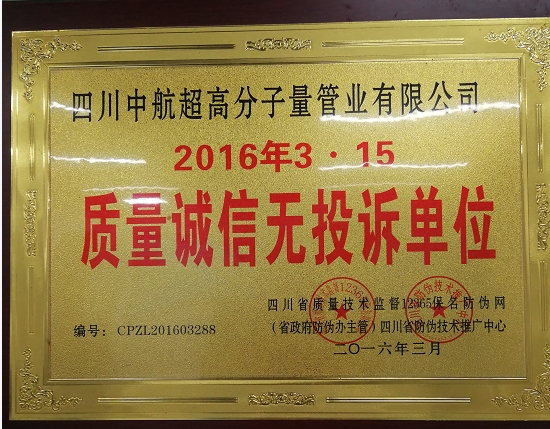 四川中航超高分子量管业有限公司
2016年3·15
质量诚信无投诉单位
四川省质量技术监督12365保名防伪网
编号：CPZL201603288
（省政府防伪办主管）四川省防伪技术推广中心
二〇一六年三月